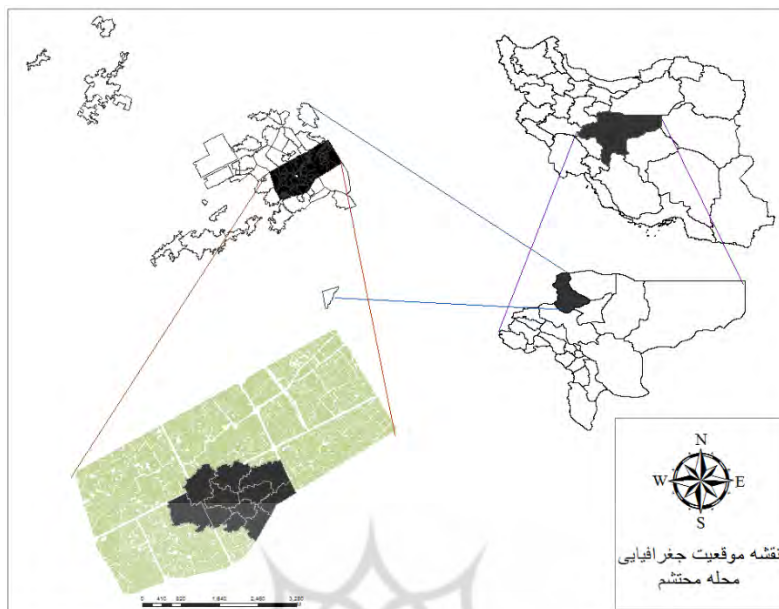 N
W E
S
نقشه موقعیت جغرافیایی
محله محتشم
0 410 820 1,640 2,460 3,280